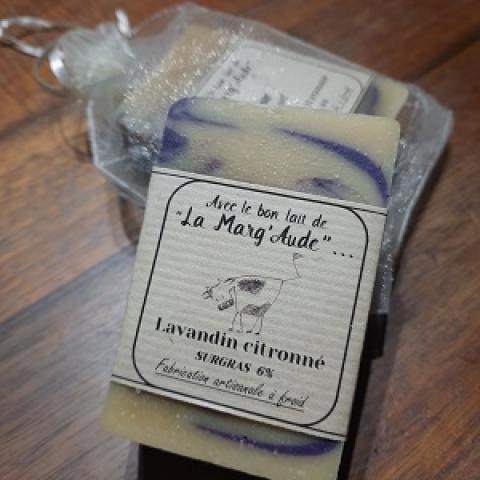 Avec le bon lait de
"La Marg'Aude"...
Lavandin citronné
SURGRAS 6%
Fabrication artisanale à froid